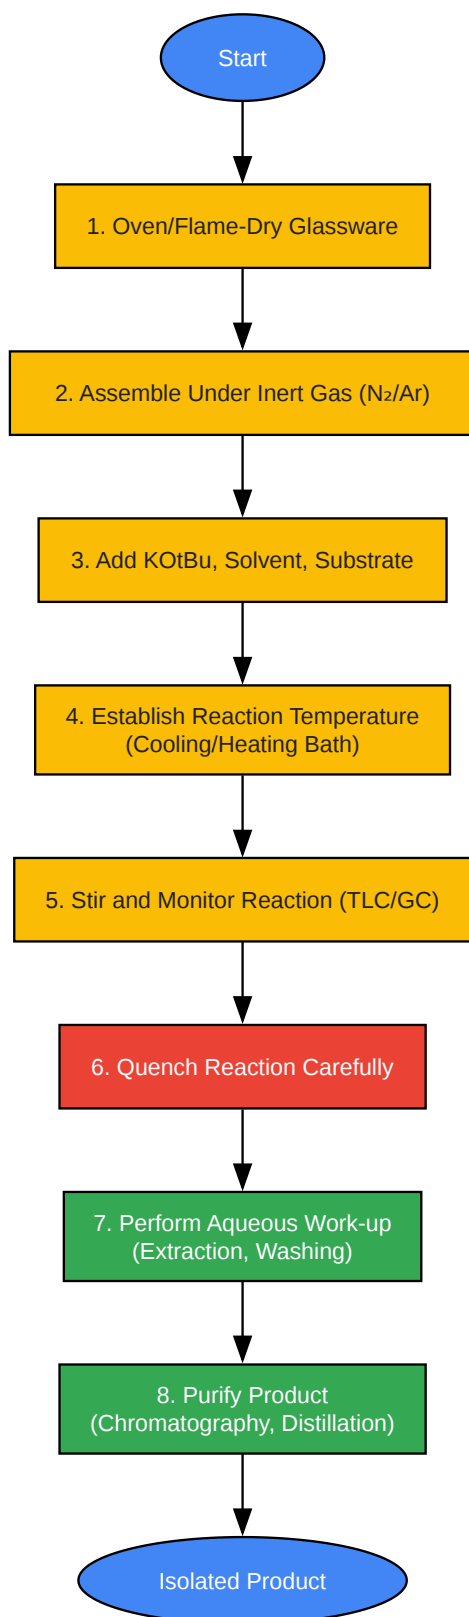 Start
1. Oven/Flame-Dry Glassware
2. Assemble Under Inert Gas (N₂/Ar)
3. Add KOtBu, Solvent, Substrate
4. Establish Reaction Temperature
(Cooling/Heating Bath)
5. Stir and Monitor Reaction (TLC/GC)
6. Quench Reaction Carefully
7. Perform Aqueous Work-up
(Extraction, Washing)
8. Purify Product
(Chromatography, Distillation)
Isolated Product